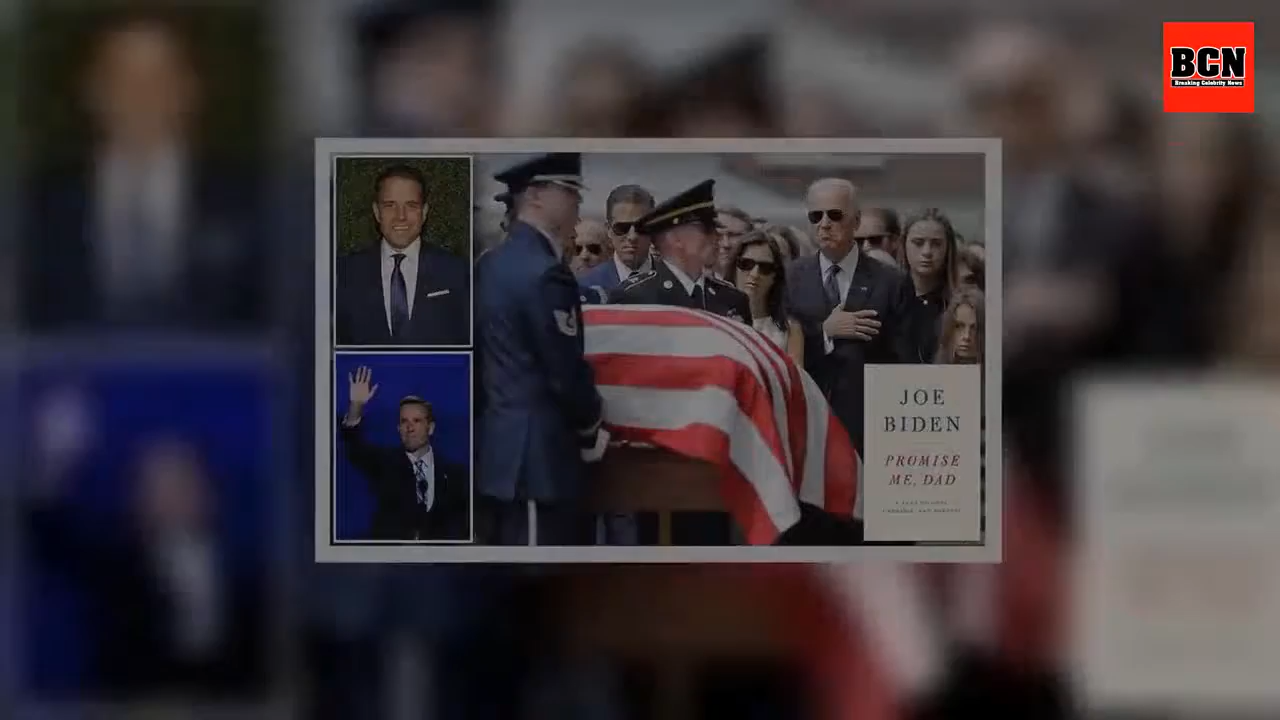 BCN
Breaking Celebrity News
JOE
BIDEN
PROMISE
ME, DAD